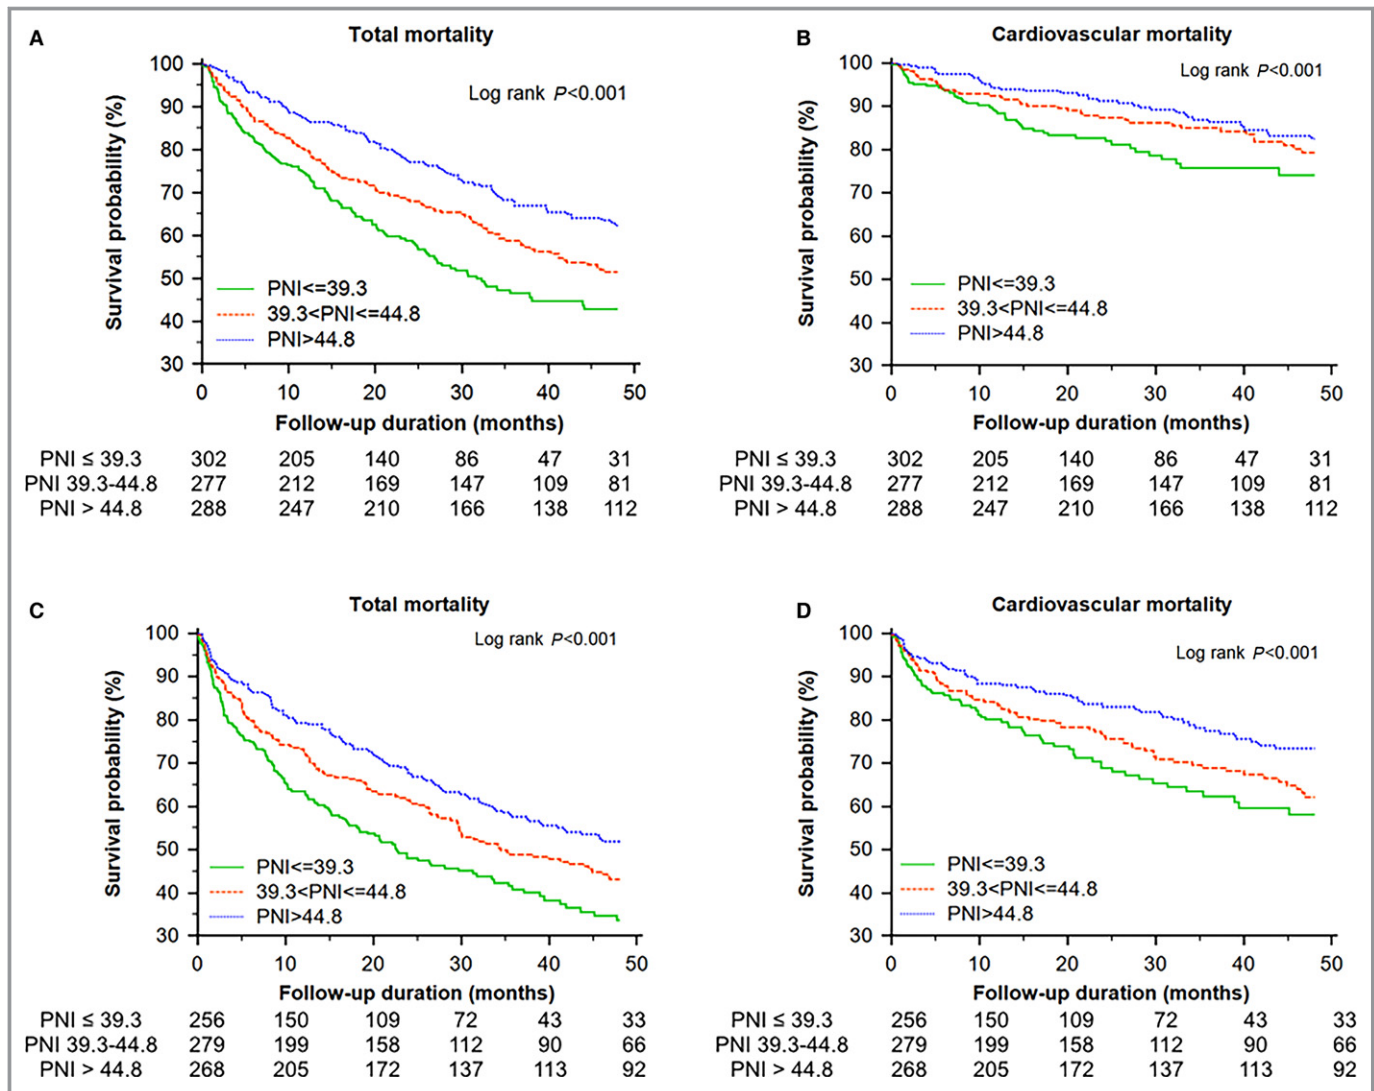 A
Total mortality
Log rank P<0.001
Survival probability (%)
100
90
80
70
60
50
40
30
PNI<=39.3
39.3<PNI<=44.8
PNI>44.8
0 10 20 30 40 50
Follow-up duration (months)
PNI ≤ 39.3 302 205 140 86 47 31
PNI 39.3-44.8 277 212 169 147 109 81
PNI > 44.8 288 247 210 166 138 112
B
Cardiovascular mortality
Log rank P<0.001
Survival probability (%)
100
90
80
70
60
50
40
30
PNI<=39.3
39.3<PNI<=44.8
PNI>44.8
0 10 20 30 40 50
Follow-up duration (months)
PNI ≤ 39.3 302 205 140 86 47 31
PNI 39.3-44.8 277 212 169 147 109 81
PNI > 44.8 288 247 210 166 138 112
C
Total mortality
Log rank P<0.001
Survival probability (%)
100
90
80
70
60
50
40
30
PNI<=39.3
39.3<PNI<=44.8
PNI>44.8
0 10 20 30 40 50
Follow-up duration (months)
PNI ≤ 39.3 256 150 109 72 43 33
PNI 39.3-44.8 279 199 158 112 90 66
PNI > 44.8 268 205 172 137 113 92
D
Cardiovascular mortality
Log rank P<0.001
Survival probability (%)
100
90
80
70
60
50
40
30
PNI<=39.3
39.3<PNI<=44.8
PNI>44.8
0 10 20 30 40 50
Follow-up duration (months)
PNI ≤ 39.3 256 150 109 72 43 33
PNI 39.3-44.8 279 199 158 112 90 66
PNI > 44.8 268 205 172 137 113 92